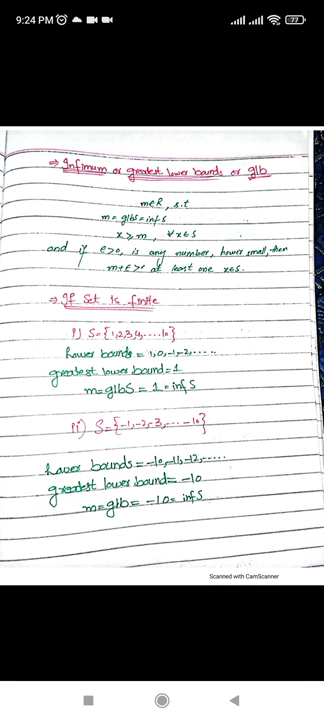 9:24 PM
77
⇒ Infimum or greatest lower bounds or glb
m∈R, s.t
m = glbS = inf S
x ≥ m, ∀ x∈S
and if ε>0, is any number, however small, then
m+ε > x at least one x∈S.
⇒ If Set is finite
i) S={1,2,3,4,....10}
Lower bounds = 1,0,-1,-2,.....
greatest lower bound = 1
m=glbS = 1 = inf S
ii) S={-1,-2,-3,...-10}
Lower bounds = -10,-11,-12,.....
greatest lower bound = -10
m=glb = -10 = inf S
Scanned with CamScanner